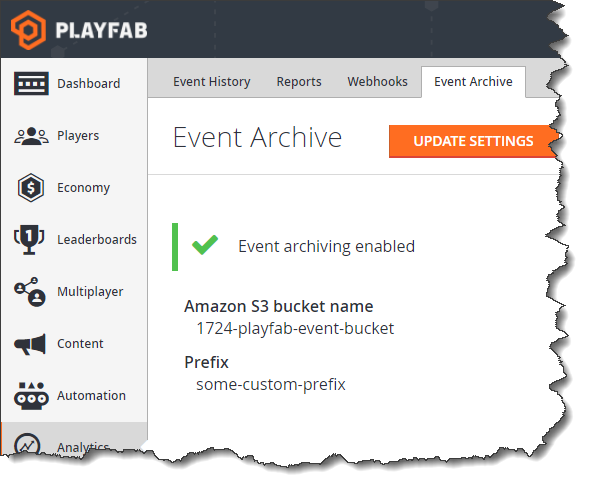 PLAYFAB
Dashboard
Players
Economy
1
Leaderboards
Multiplayer
Content
Automation
Analytics
Event History Reports Webhooks Event Archive
Event Archive
UPDATE SETTINGS
Event archiving enabled
Amazon S3 bucket name
1724-playfab-event-bucket
Prefix
some-custom-prefix